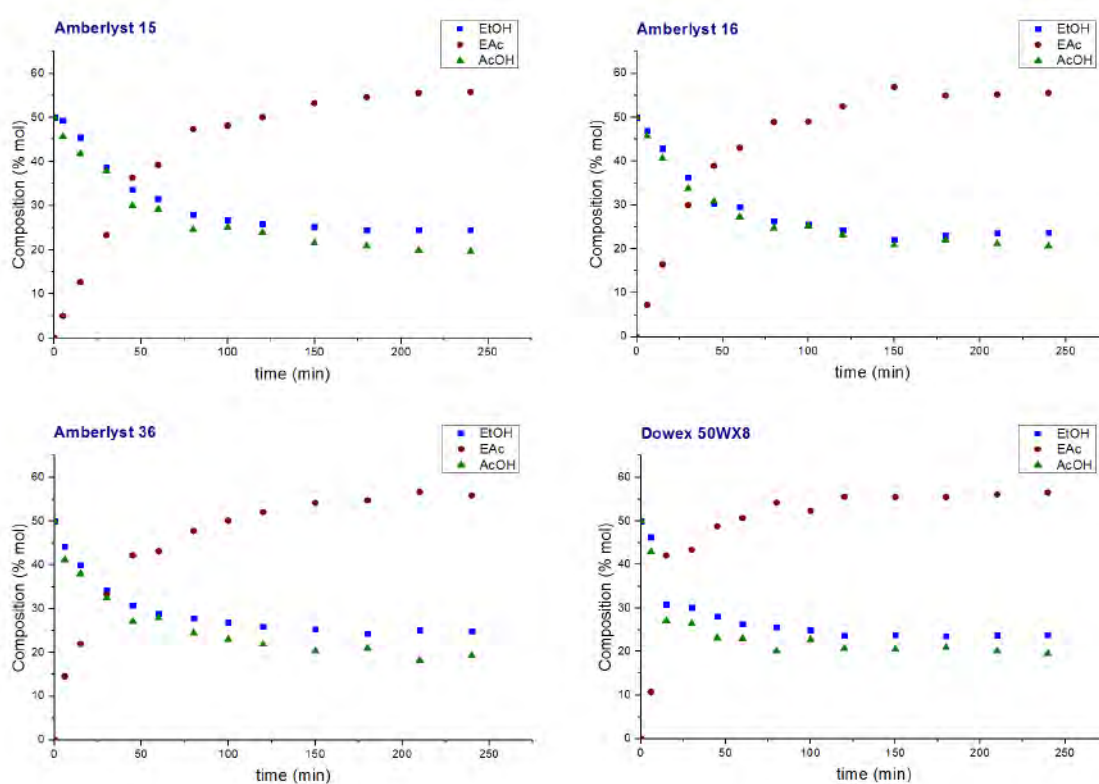 Amberlyst 15
EtOH
EAc
AcOH
Composition (% mol)
60
50
40
30
20
10
0
0 50 100 150 200 250
time (min)
Amberlyst 16
EtOH
EAc
AcOH
Composition (% mol)
60
50
40
30
20
10
0
0 50 100 150 200 250
time (min)
Amberlyst 36
EtOH
EAc
AcOH
Composition (% mol)
60
50
40
30
20
10
0
0 50 100 150 200 250
time (min)
Dowex 50WX8
EtOH
EAc
AcOH
Composition (% mol)
60
50
40
30
20
10
0
0 50 100 150 200 250
time (min)